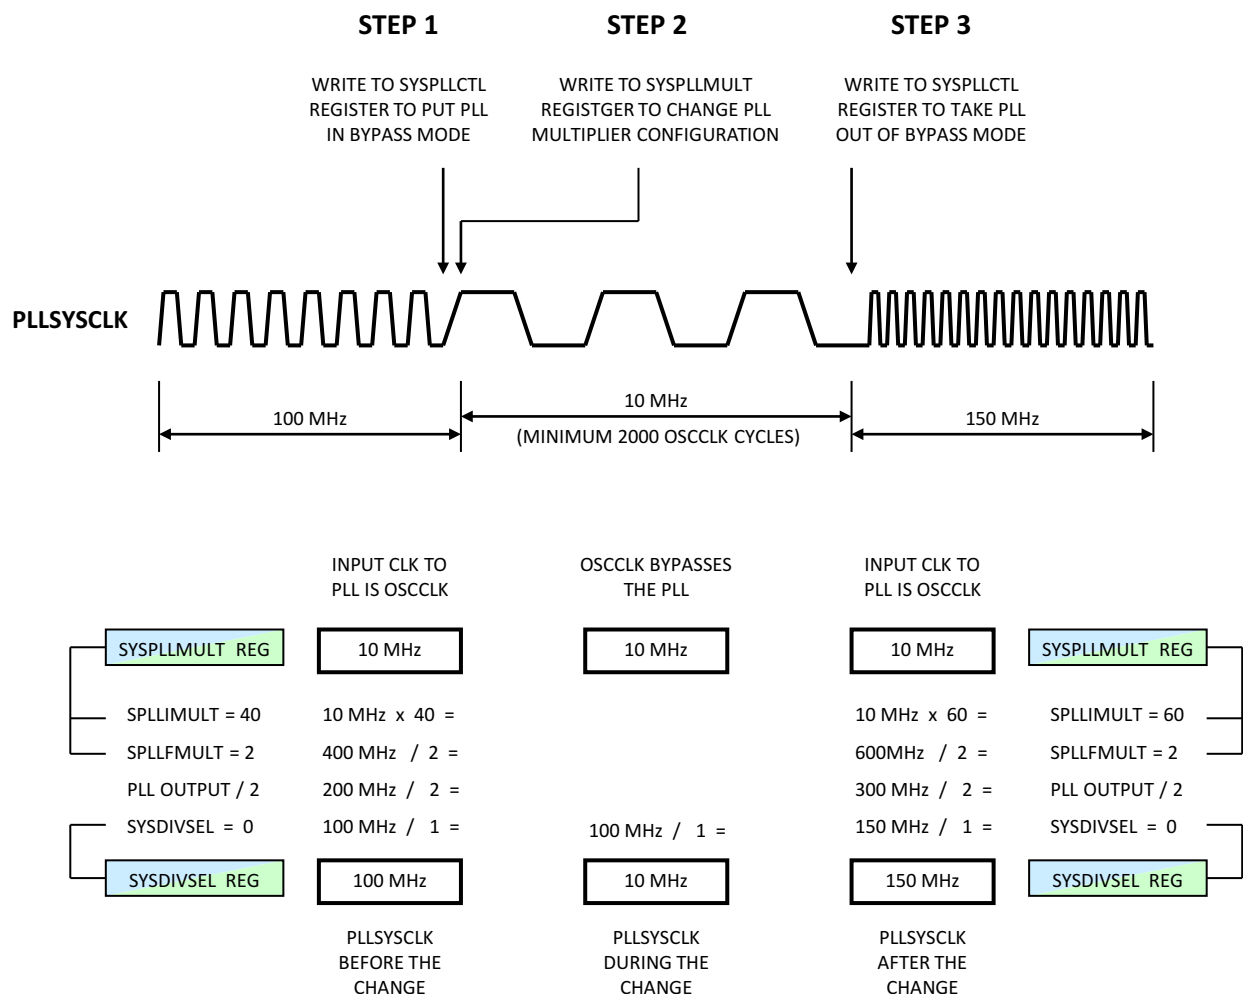 STEP 1
STEP 2
STEP 3
WRITE TO SYSPLLCTL
REGISTER TO PUT PLL
IN BYPASS MODE
WRITE TO SYSPLLMULT
REGISTGER TO CHANGE PLL
MULTIPLIER CONFIGURATION
WRITE TO SYSPLLCTL
REGISTER TO TAKE PLL
OUT OF BYPASS MODE
PLLSYSCLK
100 MHz
10 MHz
(MINIMUM 2000 OSCCLK CYCLES)
150 MHz
INPUT CLK TO
PLL IS OSCCLK
OSCCLK BYPASSES
THE PLL
INPUT CLK TO
PLL IS OSCCLK
SYSPLLMULT REG
10 MHz
10 MHz
10 MHz
SYSPLLMULT REG
SPLLIMULT = 40
10 MHz x 40 =
10 MHz x 60 =
SPLLIMULT = 60
SPLLFMULT = 2
400 MHz / 2 =
600MHz / 2 =
SPLLFMULT = 2
PLL OUTPUT / 2
200 MHz / 2 =
300 MHz / 2 =
PLL OUTPUT / 2
SYSDIVSEL = 0
100 MHz / 1 =
100 MHz / 1 =
150 MHz / 1 =
SYSDIVSEL = 0
SYSDIVSEL REG
100 MHz
10 MHz
150 MHz
SYSDIVSEL REG
PLLSYSCLK
BEFORE THE
CHANGE
PLLSYSCLK
DURING THE
CHANGE
PLLSYSCLK
AFTER THE
CHANGE